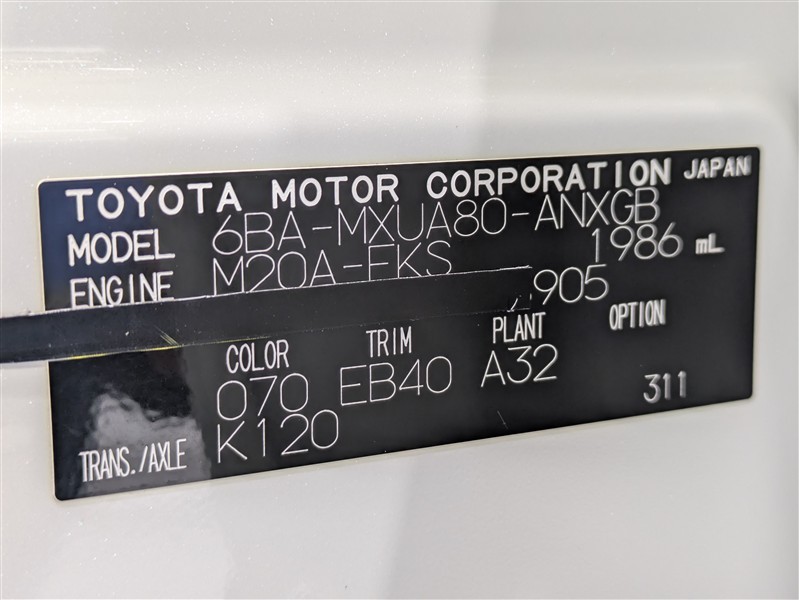 TOYOTA MOTOR CORPORATION JAPAN
MODEL 6BA-MXUA80-ANXGB
ENGINE M20A-FKS 1986 mL
905
COLOR TRIM PLANT OPTION
070 EB40 A32 311
TRANS./AXLE K120